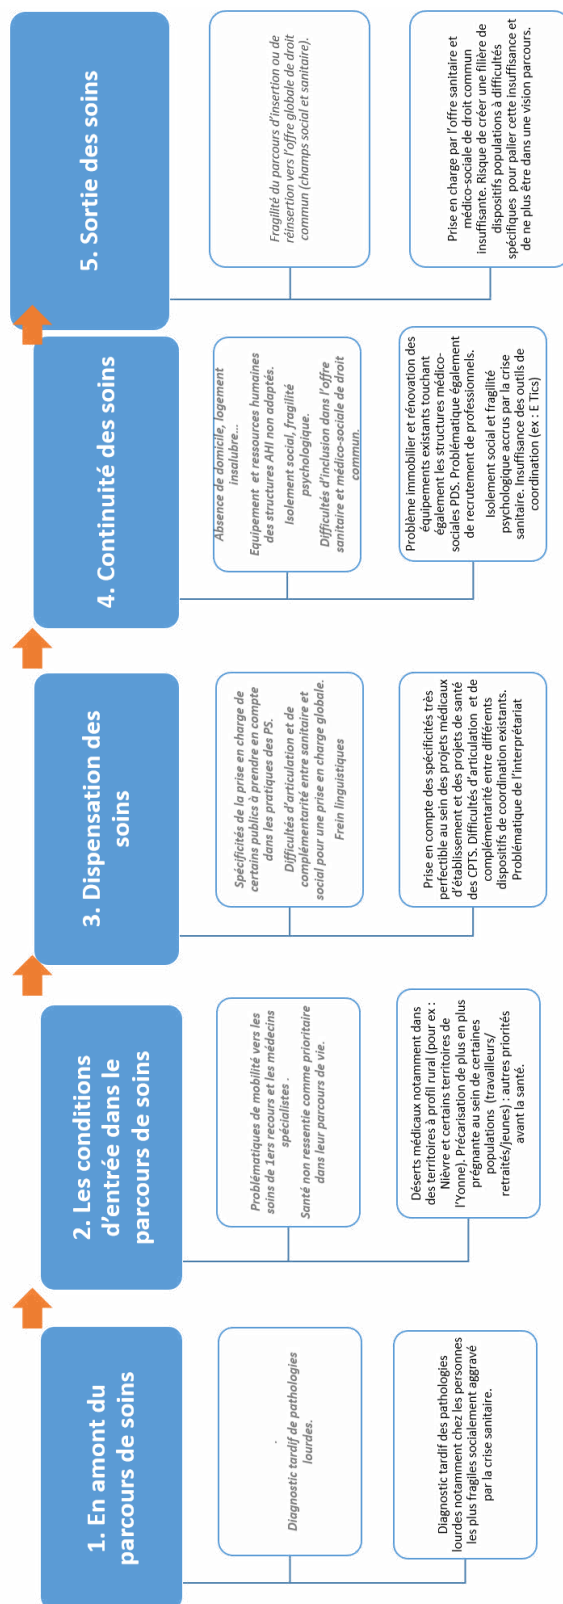 1. En amont du
parcours de soins
.
Diagnostic tardif de pathologies
lourdes.
Diagnostic tardif des pathologies
lourdes notamment chez les personnes
les plus fragiles socialement aggravé
par la crise sanitaire.
2. Les conditions
d'entrée dans le
parcours de soins
Problématiques de mobilité vers les
soins de 1ers recours et les médecins
spécialistes .
Santé non ressentie comme prioritaire
dans leur parcours de vie.
Déserts médicaux notamment dans
des territoires à profil rural (pour ex :
Nièvre et certains territoires de
l'Yonne). Précarisation de plus en plus
prégnante au sein de certaines
populations (travailleurs/
retraités/jeunes) : autres priorités
avant la santé.
3. Dispensation des
soins
Spécificités de la prise en charge de
certains publics à prendre en compte
dans les pratiques des PS.
Difficultés d'articulation et de
complémentarité entre sanitaire et
social pour une prise en charge globale.
Frein linguistiques
Prise en compte des spécificités très
perfectible au sein des projets médicaux
d'établissement et des projets de santé
des CPTS. Difficultés d'articulation et de
complémentarité entre différents
dispositifs de coordination existants.
Problématique de l'interprétariat
4. Continuité des soins
Absence de domicile, logement
insalubre...
Equipement et ressources humaines
des structures AHI non adaptés.
Isolement social, fragilité
psychologique.
Difficultés d'inclusion dans l'offre
sanitaire et médico-sociale de droit
commun.
Problème immobilier et rénovation des
équipements existants touchant
également les structures médico-
sociales PDS. Problématique également
de recrutement de professionnels.
Isolement social et fragilité
psychologique accrus par la crise
sanitaire. Insuffisance des outils de
coordination (ex : E Tics)
5. Sortie des soins
Fragilité du parcours d'insertion ou de
réinsertion vers l'offre globale de droit
commun (champs social et sanitaire).
Prise en charge par l'offre sanitaire et
médico-sociale de droit commun
insuffisante. Risque de créer une filière de
dispositifs populations à difficultés
spécifiques pour palier cette insuffisance et
de ne plus être dans une vision parcours.